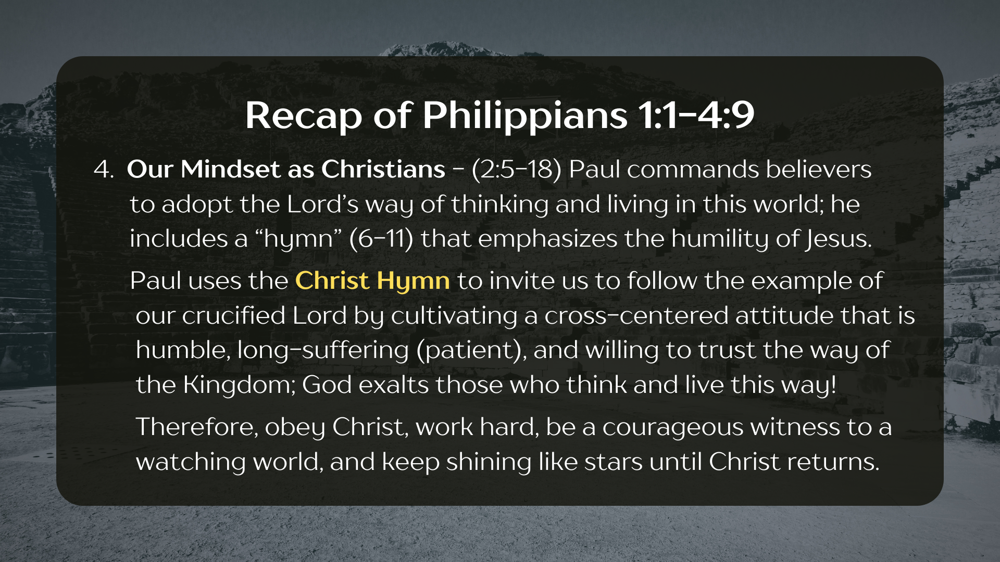 Recap of Philippians 1:1–4:9
4. Our Mindset as Christians – (2:5–18) Paul commands believers
to adopt the Lord’s way of thinking and living in this world; he
includes a “hymn” (6–11) that emphasizes the humility of Jesus.
Paul uses the Christ Hymn to invite us to follow the example of
our crucified Lord by cultivating a cross-centered attitude that is
humble, long-suffering (patient), and willing to trust the way of
the Kingdom; God exalts those who think and live this way!
Therefore, obey Christ, work hard, be a courageous witness to a
watching world, and keep shining like stars until Christ returns.